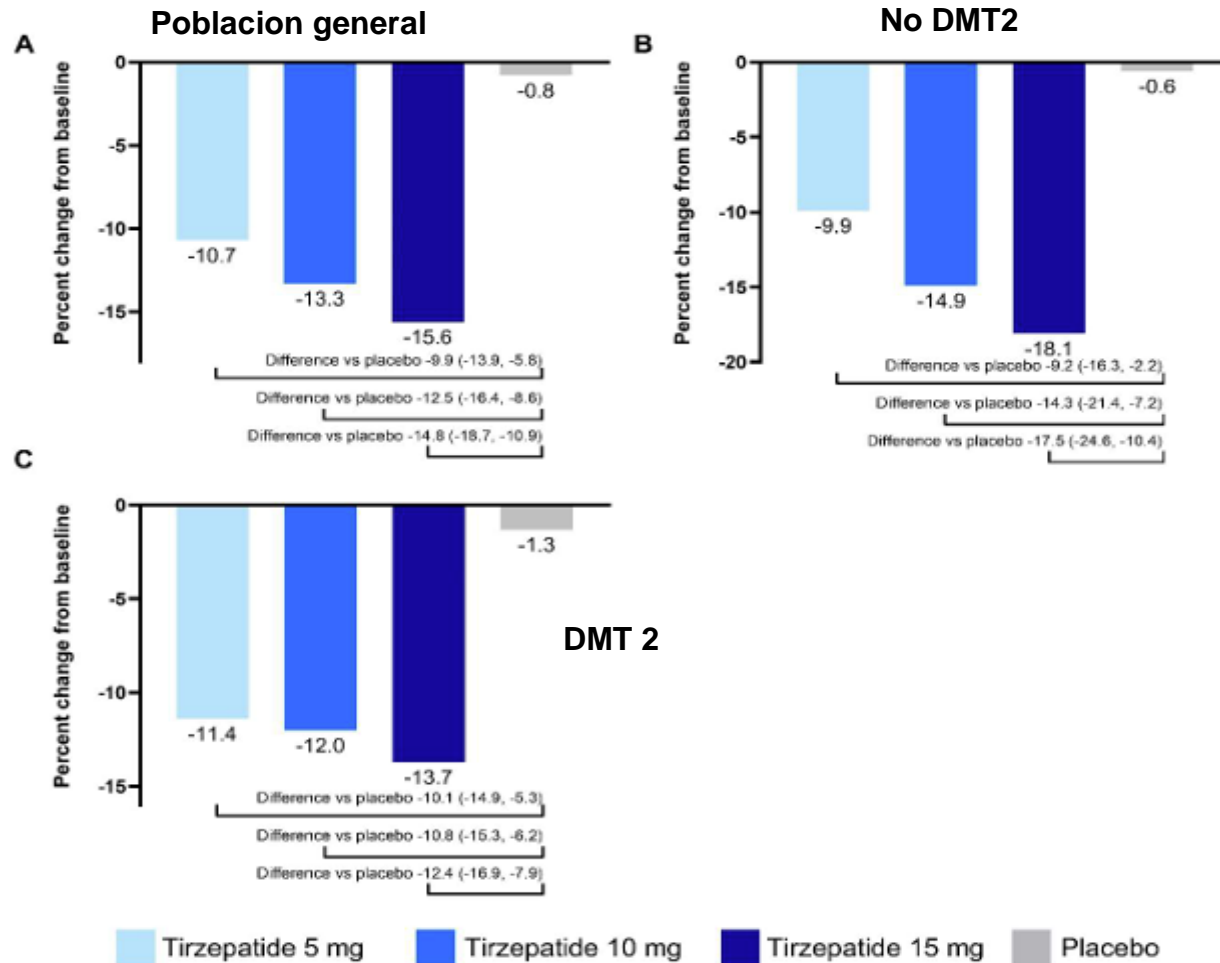 Poblacion general
A
Percent change from baseline
0
-5
-10
-15
-10.7
-13.3
-15.6
-0.8
Difference vs placebo -9.9 (-13.9, -5.8)
Difference vs placebo -12.5 (-16.4, -8.6)
Difference vs placebo -14.8 (-18.7, -10.9)
No DMT2
B
Percent change from baseline
0
-5
-10
-15
-20
-9.9
-14.9
-18.1
-0.6
Difference vs placebo -9.2 (-16.3, -2.2)
Difference vs placebo -14.3 (-21.4, -7.2)
Difference vs placebo -17.5 (-24.6, -10.4)
C
Percent change from baseline
0
-5
-10
-15
-11.4
-12.0
-13.7
-1.3
DMT 2
Difference vs placebo -10.1 (-14.9, -5.3)
Difference vs placebo -10.8 (-15.3, -6.2)
Difference vs placebo -12.4 (-16.9, -7.9)
Tirzepatide 5 mg
Tirzepatide 10 mg
Tirzepatide 15 mg
Placebo